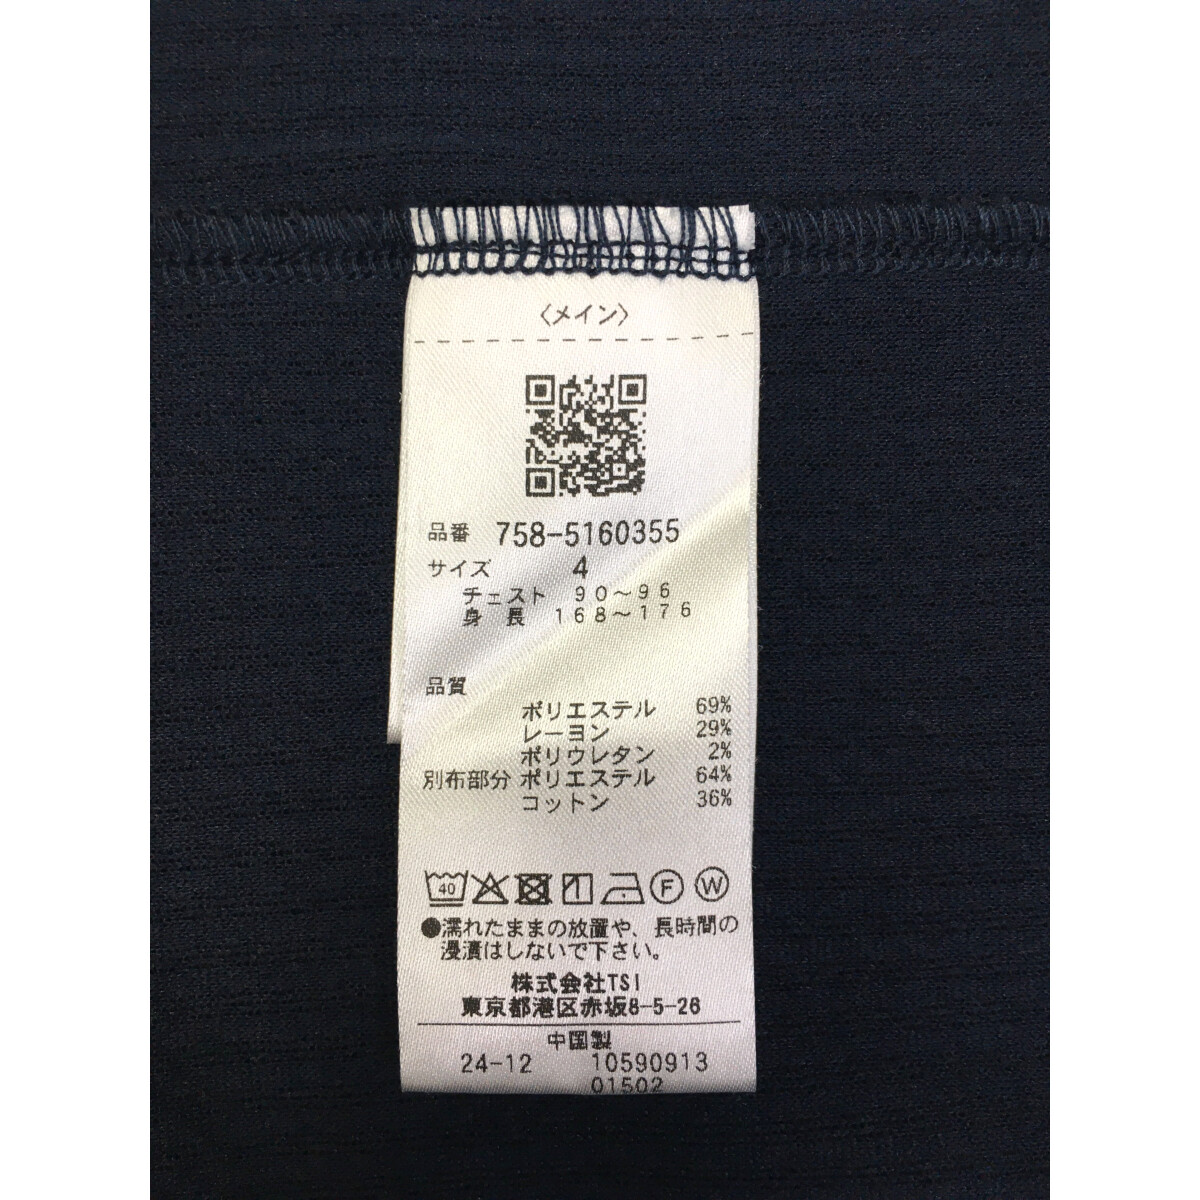 〈メイン〉
品番 758-5160355
サイズ 4
チェスト 90～96
身長 168～176
品質
ポリエステル 69%
レーヨン 29%
ポリウレタン 2%
別布部分 ポリエステル 64%
コットン 36%
40 F W
●濡れたままの放置や、長時間の
浸漬はしないで下さい。
株式会社TSI
東京都港区赤坂8-5-26
中国製
24-12 10590913
01502